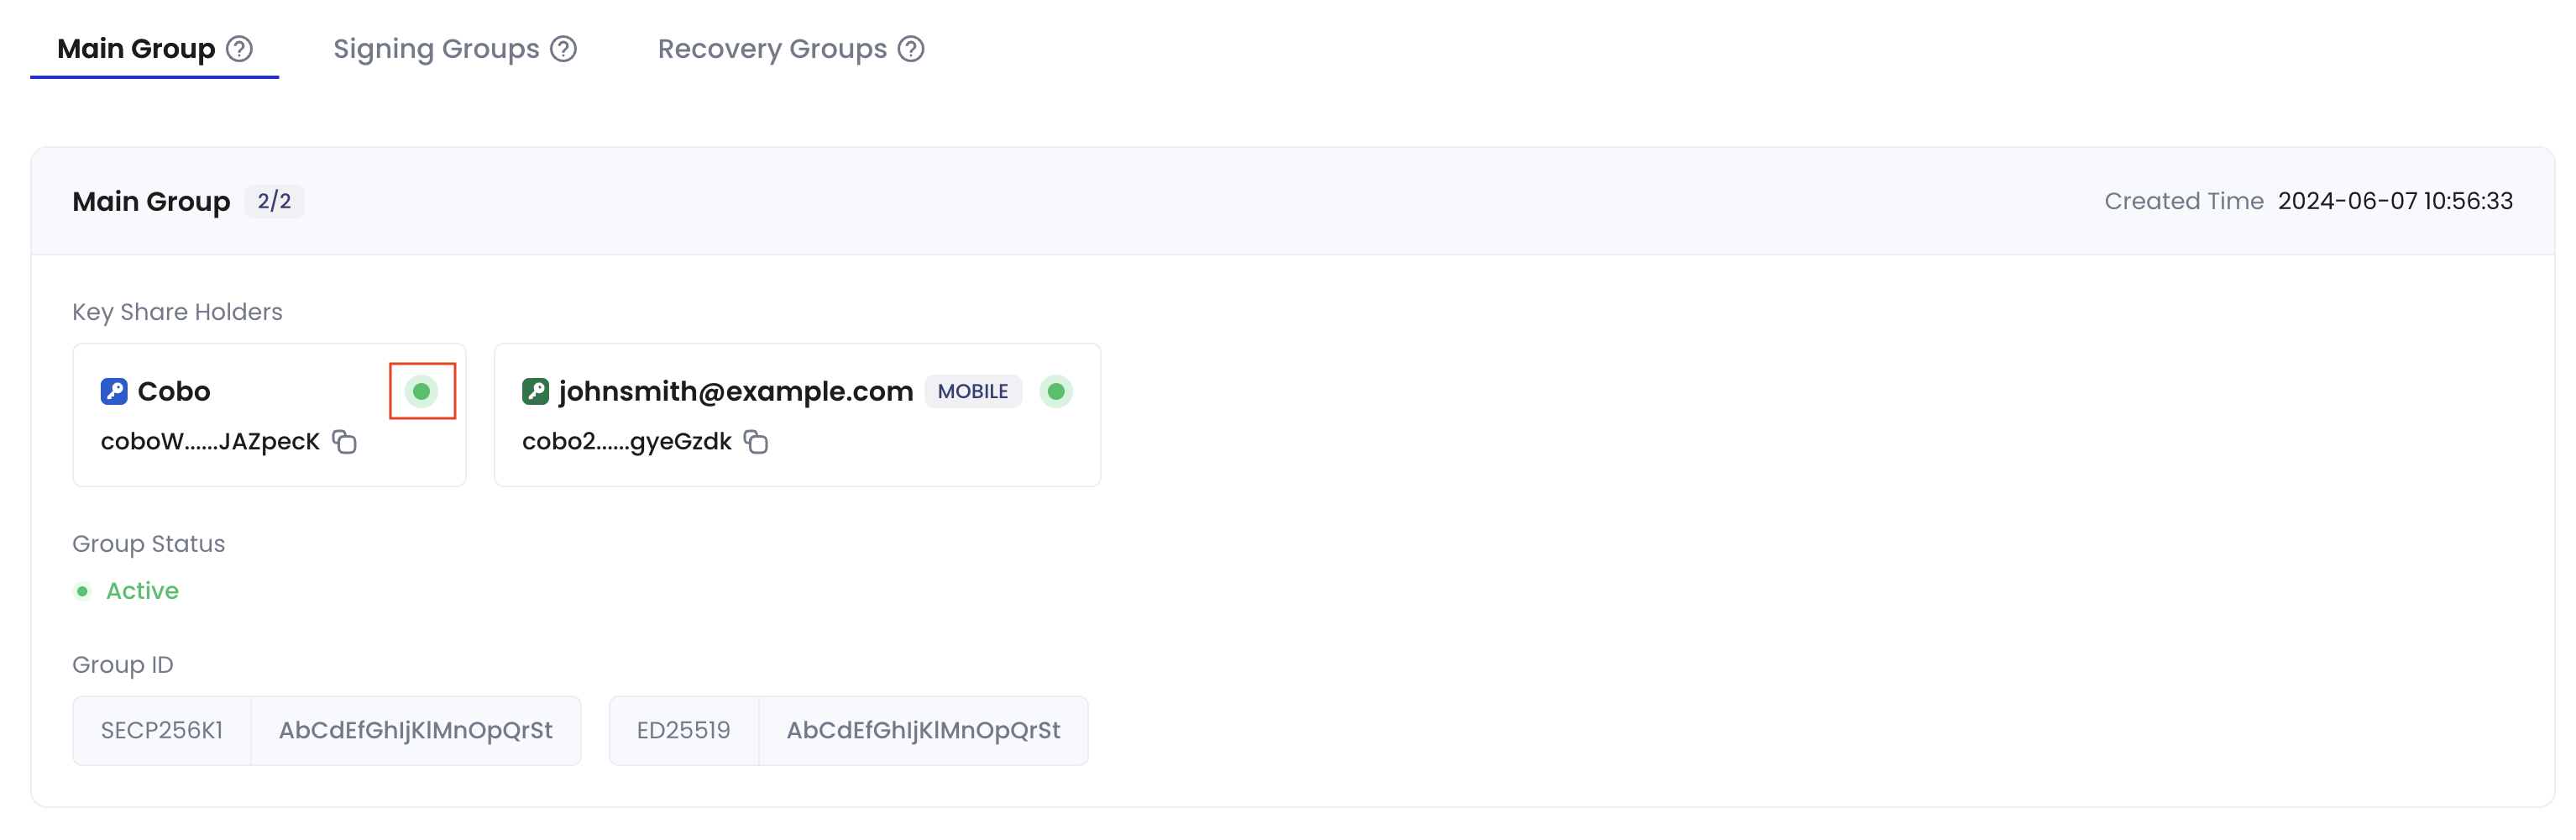 Main Group
Signing Groups
Recovery Groups
Main Group 2/2
Created Time 2024-06-07 10:56:33
Key Share Holders
Cobo
coboW......JAZpecK
johnsmith@example.com MOBILE
cobo2......gyeGzdk
Group Status
Active
Group ID
SECP256K1 AbCdEfGhIjKlMnOpQrSt
ED25519 AbCdEfGhIjKlMnOpQrSt